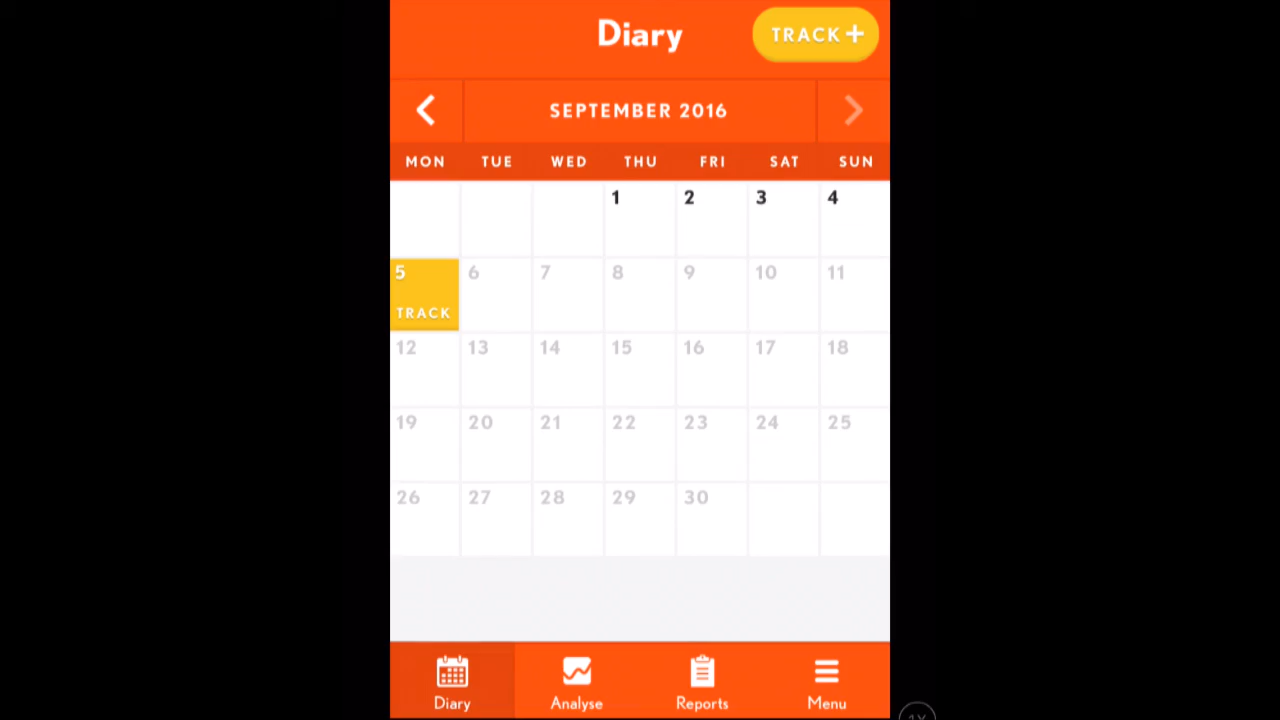 Diary
TRACK+
SEPTEMBER 2016
MON TUE WED THU FRI SAT SUN
1 2 3 4
5 6 7 8 9 10 11
TRACK
12 13 14 15 16 17 18
19 20 21 22 23 24 25
26 27 28 29 30
Diary Analyse Reports Menu